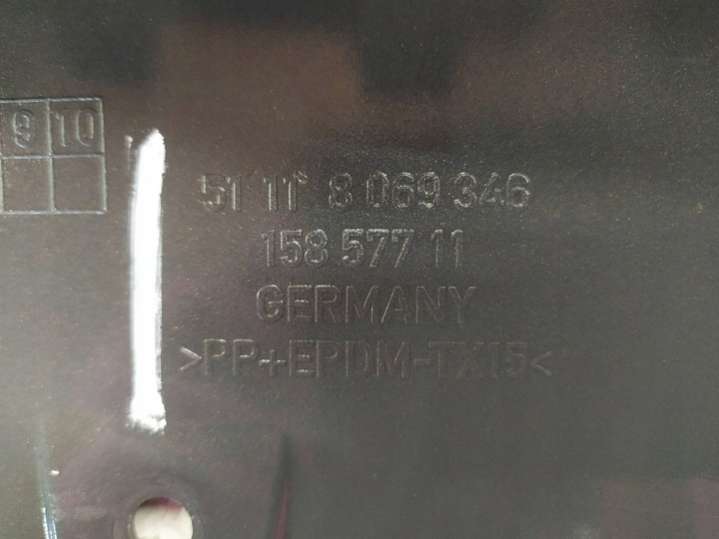 9 10
51 11 8 069 346
158 577 11
GERMANY
>PP+EPDM-TX15<